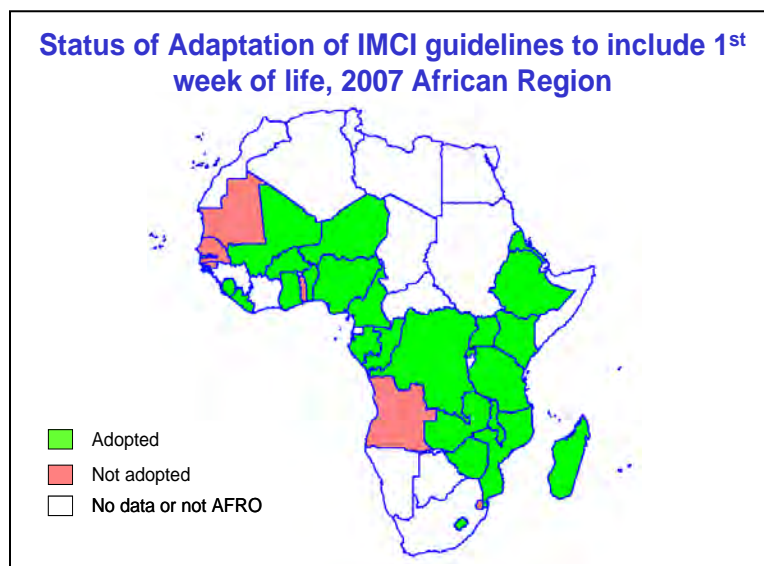 Status of Adaptation of IMCI guidelines to include 1st
week of life, 2007 African Region
Adopted
Not adopted
No data or not AFRO